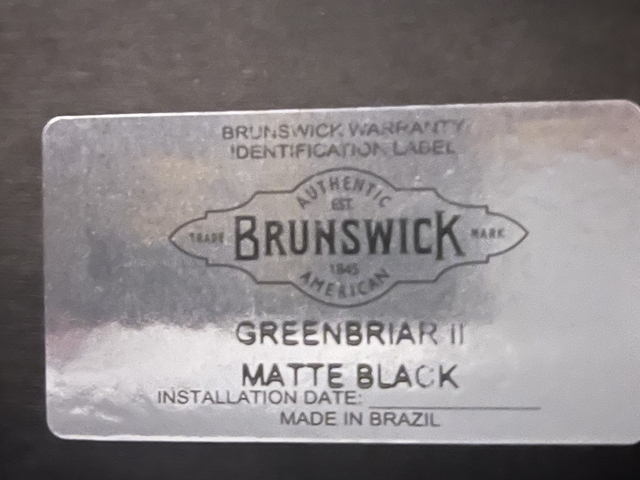 BRUNSWICK WARRANTY
IDENTIFICATION LABEL
AUTHENTIC
EST.
TRADE BRUNSWICK MARK
1845
AMERICAN
GREENBRIAR II
MATTE BLACK
INSTALLATION DATE:
MADE IN BRAZIL